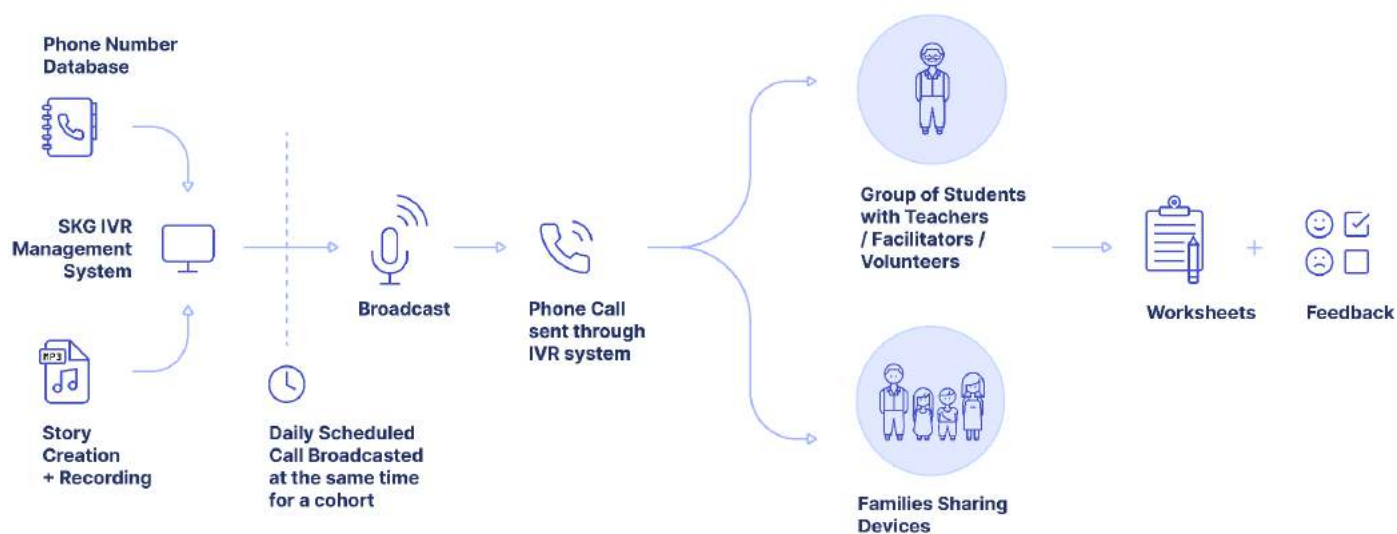 Phone Number
Database
SKG IVR
Management
System
MP3
Story
Creation
+ Recording
Daily Scheduled
Call Broadcasted
at the same time
for a cohort
Broadcast
Phone Call
sent through
IVR system
Group of Students
with Teachers
/ Facilitators /
Volunteers
Families Sharing
Devices
+
Worksheets
Feedback